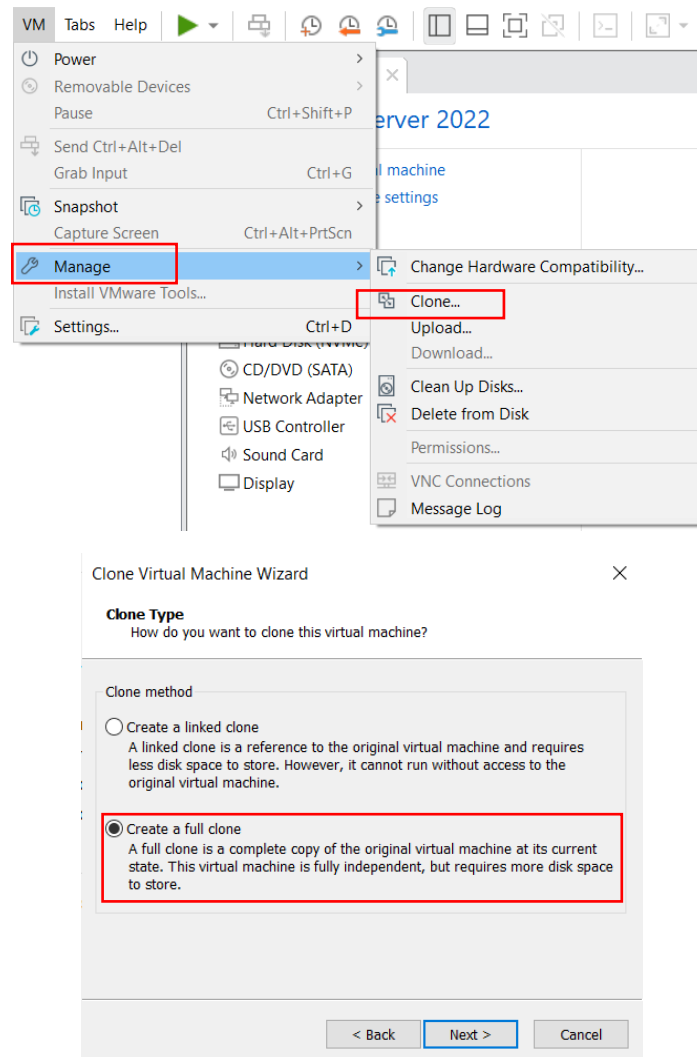 VM Tabs Help
Power
Removable Devices
Pause Ctrl+Shift+P
erver 2022
Send Ctrl+Alt+Del
Grab Input Ctrl+G
l machine
settings
Snapshot
Capture Screen Ctrl+Alt+PrtScn
Manage
Change Hardware Compatibility...
Install VMware Tools...
Clone...
Settings... Ctrl+D
Upload...
Hard Disk (NVMe)
Download...
CD/DVD (SATA)
Clean Up Disks...
Network Adapter
Delete from Disk
USB Controller
Permissions...
Sound Card
Display
VNC Connections
Message Log
Clone Virtual Machine Wizard
Clone Type
How do you want to clone this virtual machine?
Clone method
Create a linked clone
A linked clone is a reference to the original virtual machine and requires
less disk space to store. However, it cannot run without access to the
original virtual machine.
Create a full clone
A full clone is a complete copy of the original virtual machine at its current
state. This virtual machine is fully independent, but requires more disk space
to store.
< Back Next > Cancel